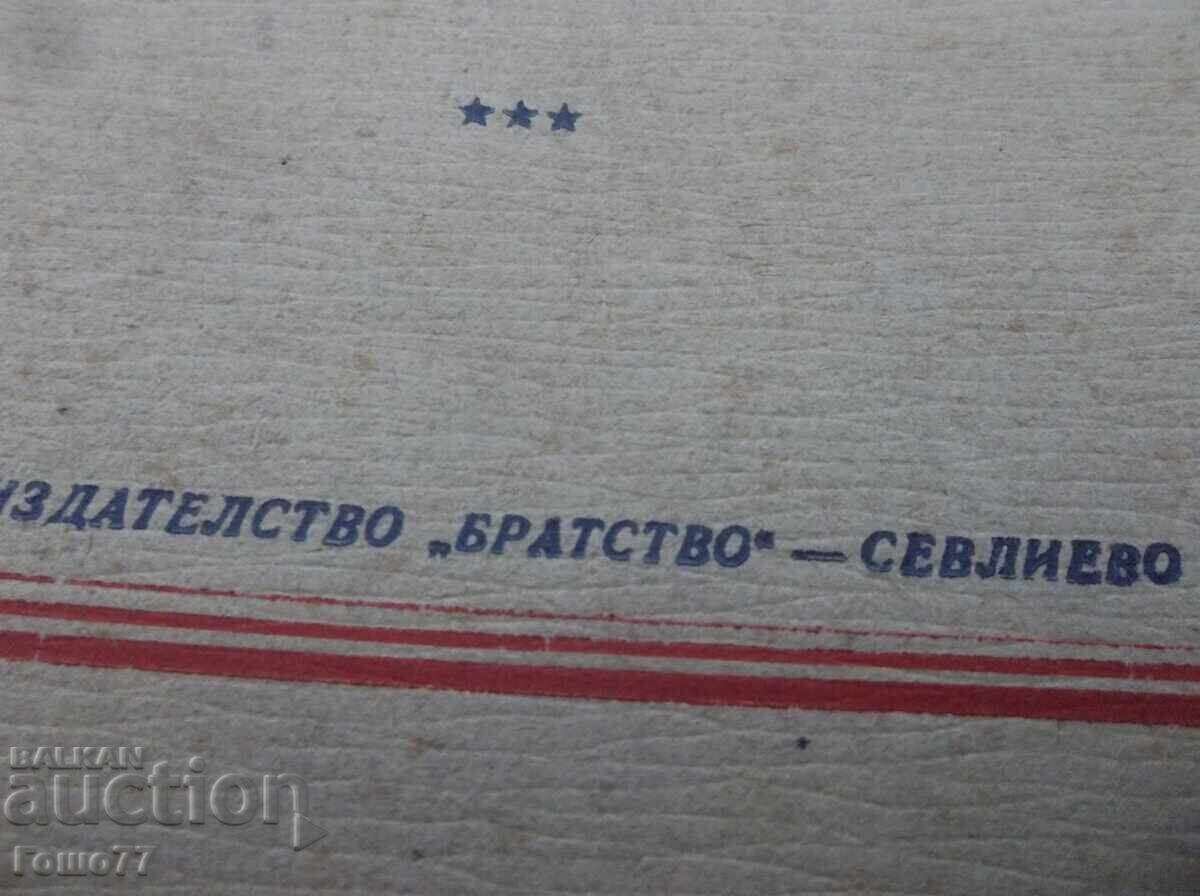 ★★★
ИЗДАТЕЛСТВО „БРАТСТВО“ — СЕВЛИЕВО
BALKAN
auction
Гошо77